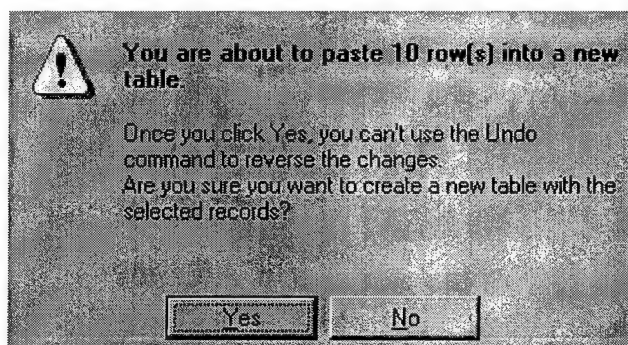 You are about to paste 10 row(s) into a new
table.
Once you click Yes, you can't use the Undo
command to reverse the changes.
Are you sure you want to create a new table with the
selected records?
Yes
No